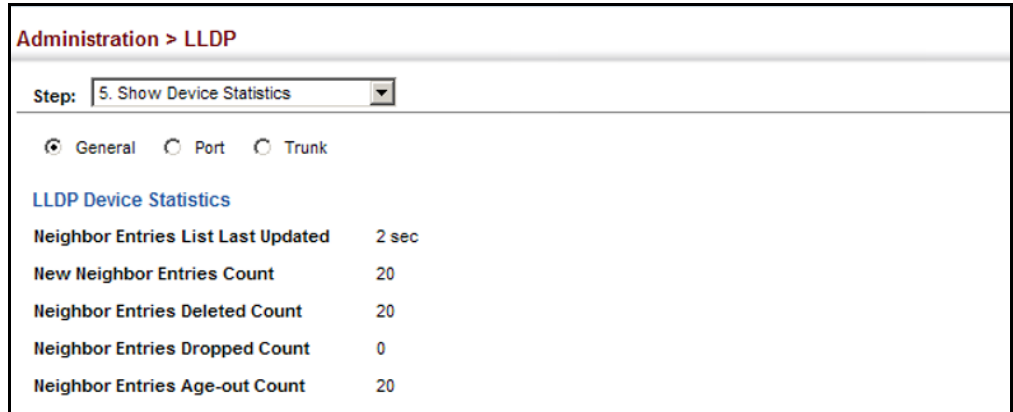 Administration > LLDP
Step: 5. Show Device Statistics
General Port Trunk
LLDP Device Statistics
Neighbor Entries List Last Updated 2 sec
New Neighbor Entries Count 20
Neighbor Entries Deleted Count 20
Neighbor Entries Dropped Count 0
Neighbor Entries Age-out Count 20